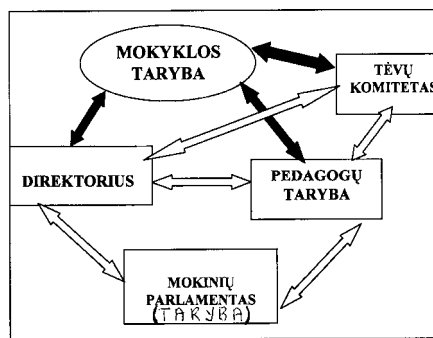 MOKYKLOS
TARYBA
TĖVŲ
KOMITETAS
DIREKTORIUS
PEDAGOGŲ
TARYBA
MOKINIŲ
PARLAMENTAS
(TARYBA)